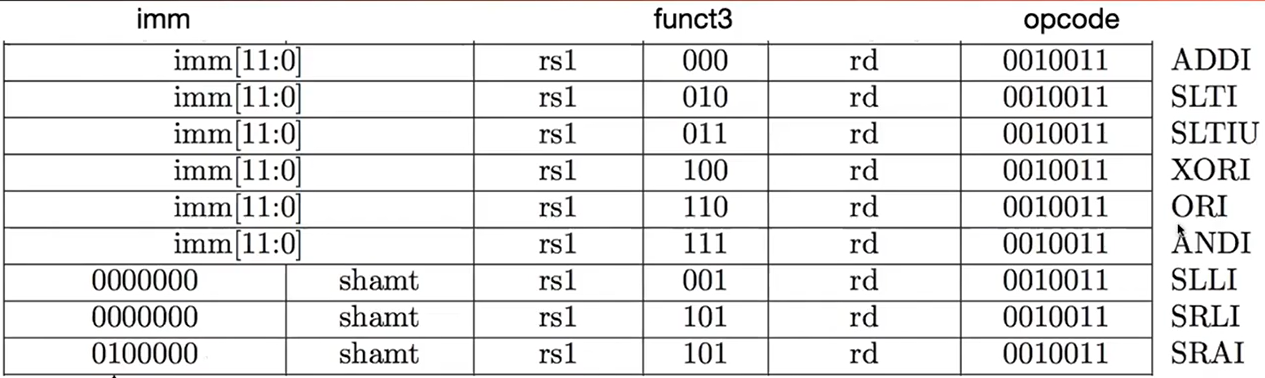 imm funct3 opcode
imm[11:0] rs1 000 rd 0010011 ADDI
imm[11:0] rs1 010 rd 0010011 SLTI
imm[11:0] rs1 011 rd 0010011 SLTIU
imm[11:0] rs1 100 rd 0010011 XORI
imm[11:0] rs1 110 rd 0010011 ORI
imm[11:0] rs1 111 rd 0010011 ANDI
0000000 shamt rs1 001 rd 0010011 SLLI
0000000 shamt rs1 101 rd 0010011 SRLI
0100000 shamt rs1 101 rd 0010011 SRAI